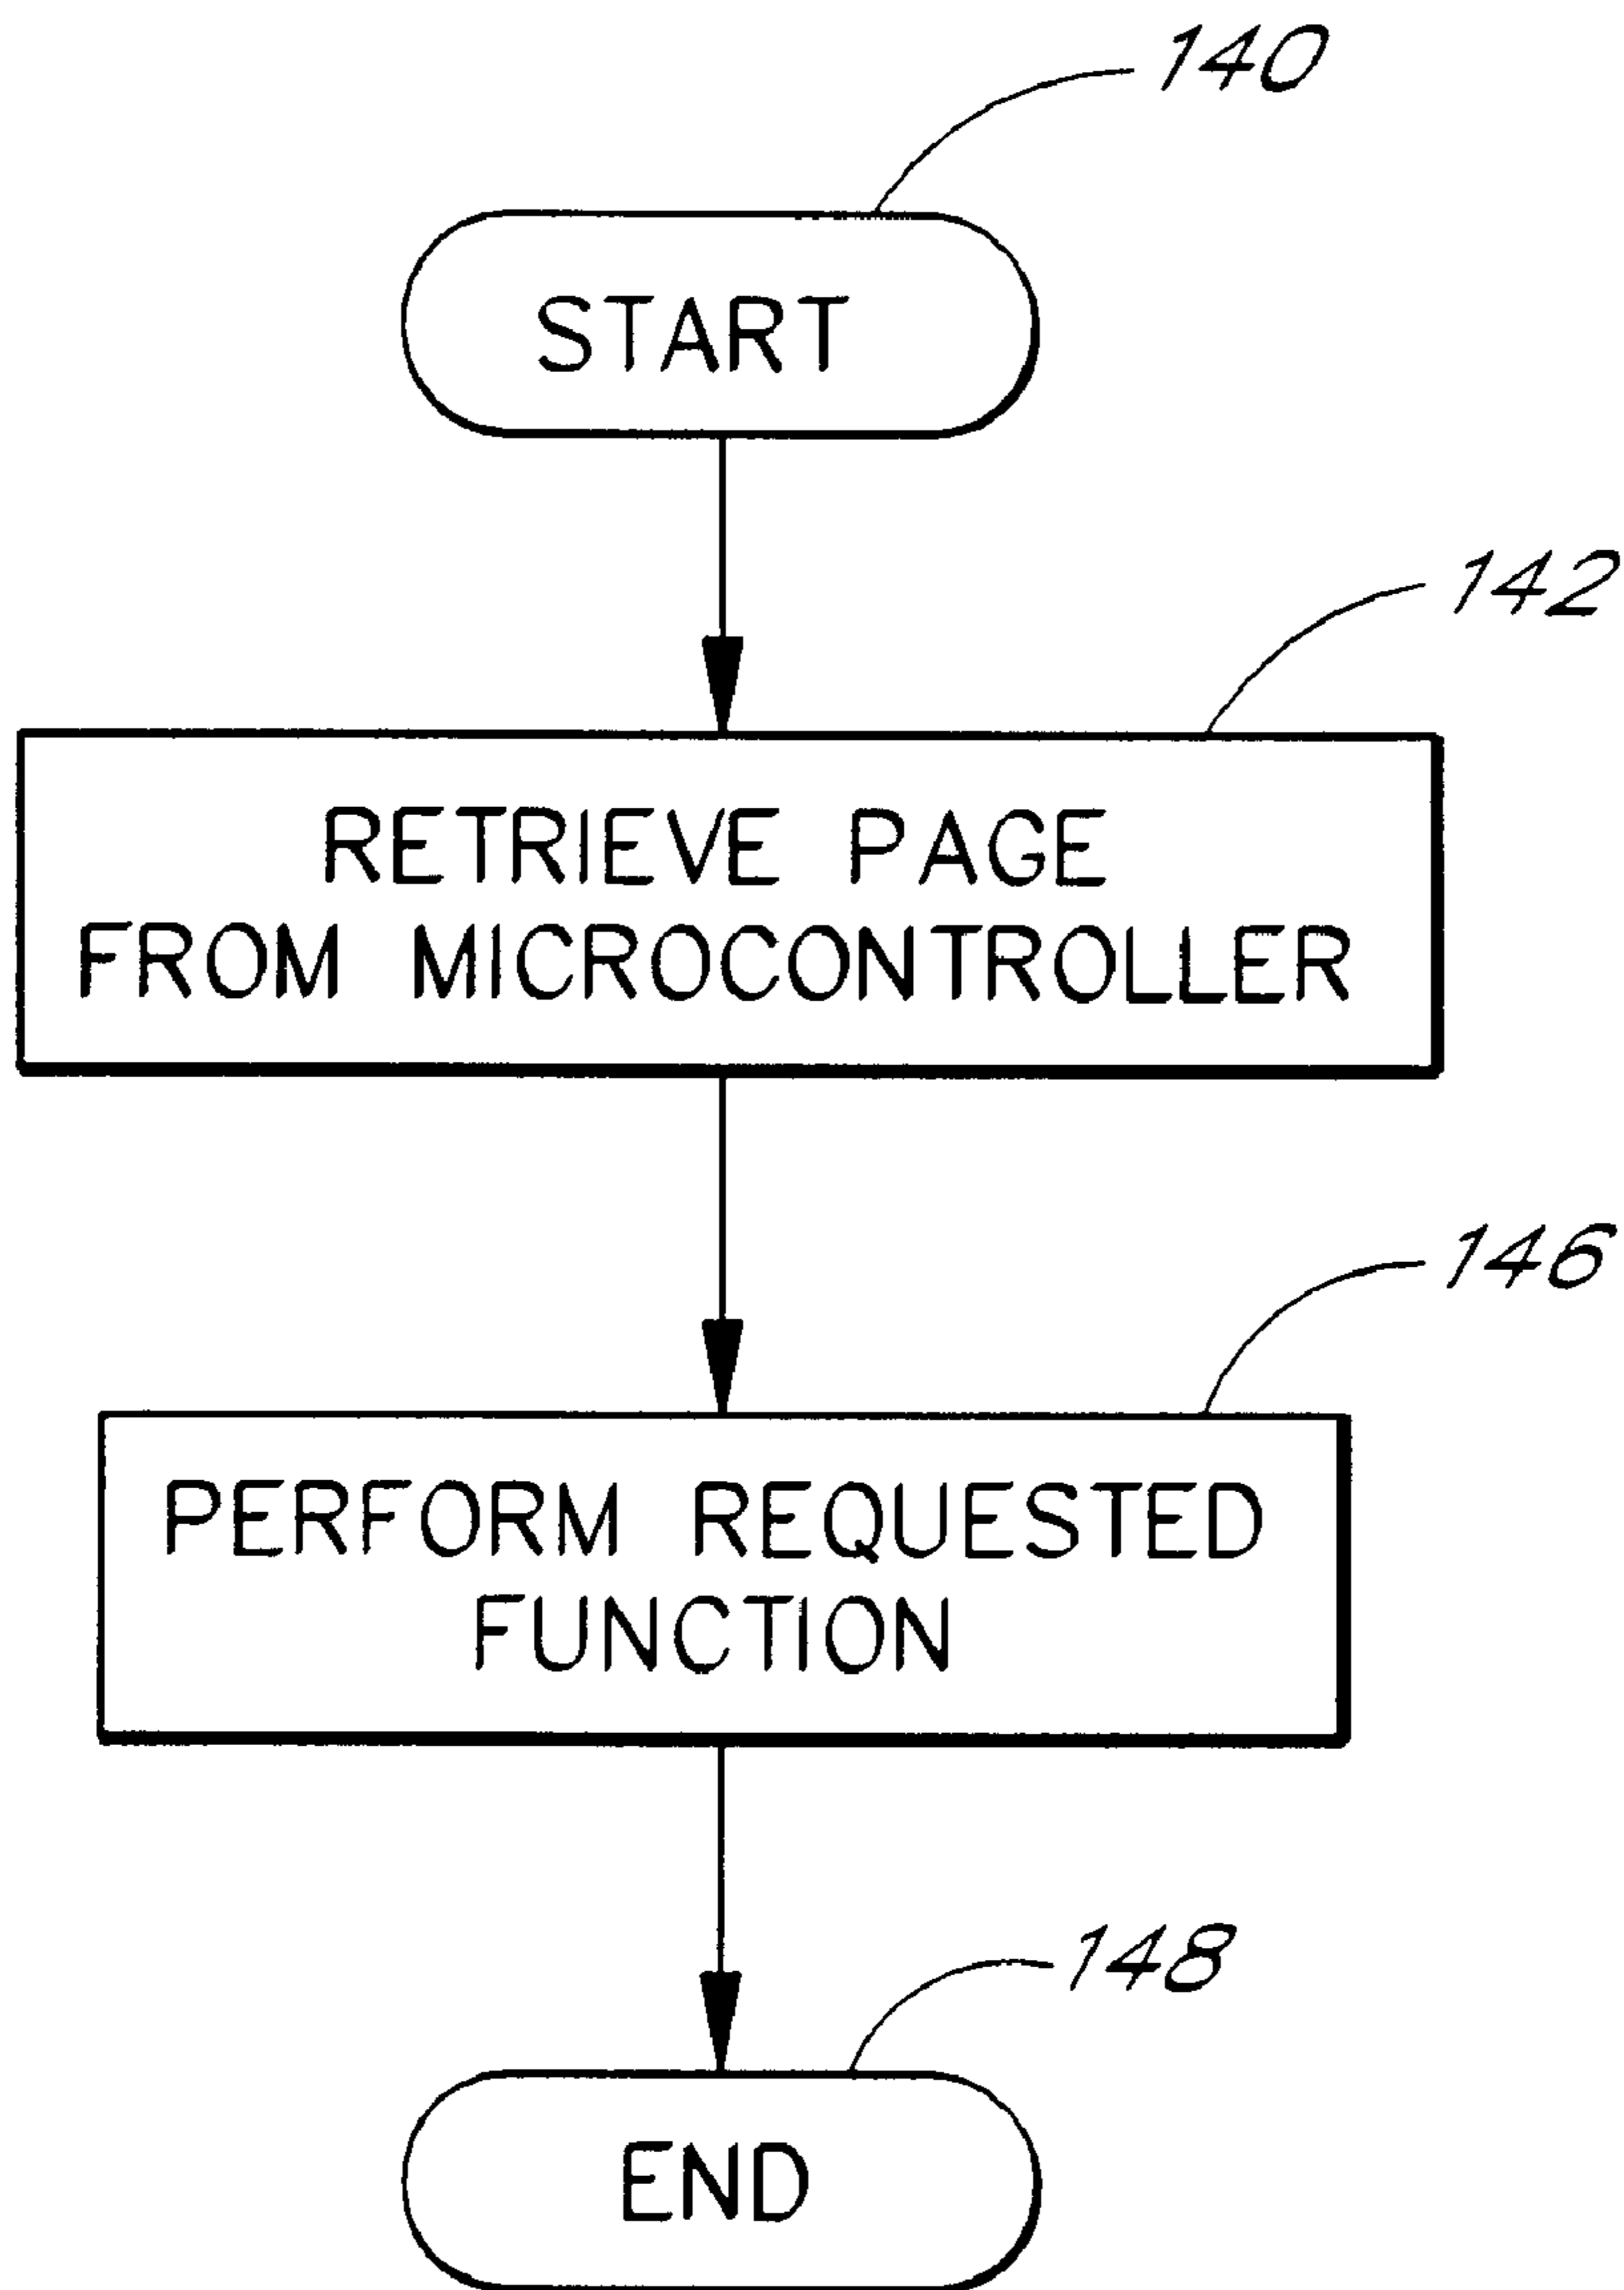 140
START
142
RETRIEVE PAGE
FROM MICROCONTROLLER
146
PERFORM REQUESTED
FUNCTION
148
END